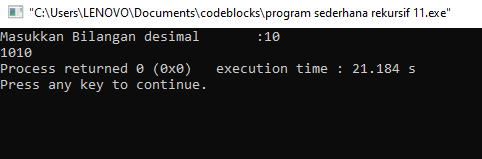 "C:\Users\LENOVO\Documents\codeblocks\program sederhana rekursif 11.exe"
Masukkan Bilangan desimal       :10
1010
Process returned 0 (0x0)   execution time : 21.184 s
Press any key to continue.